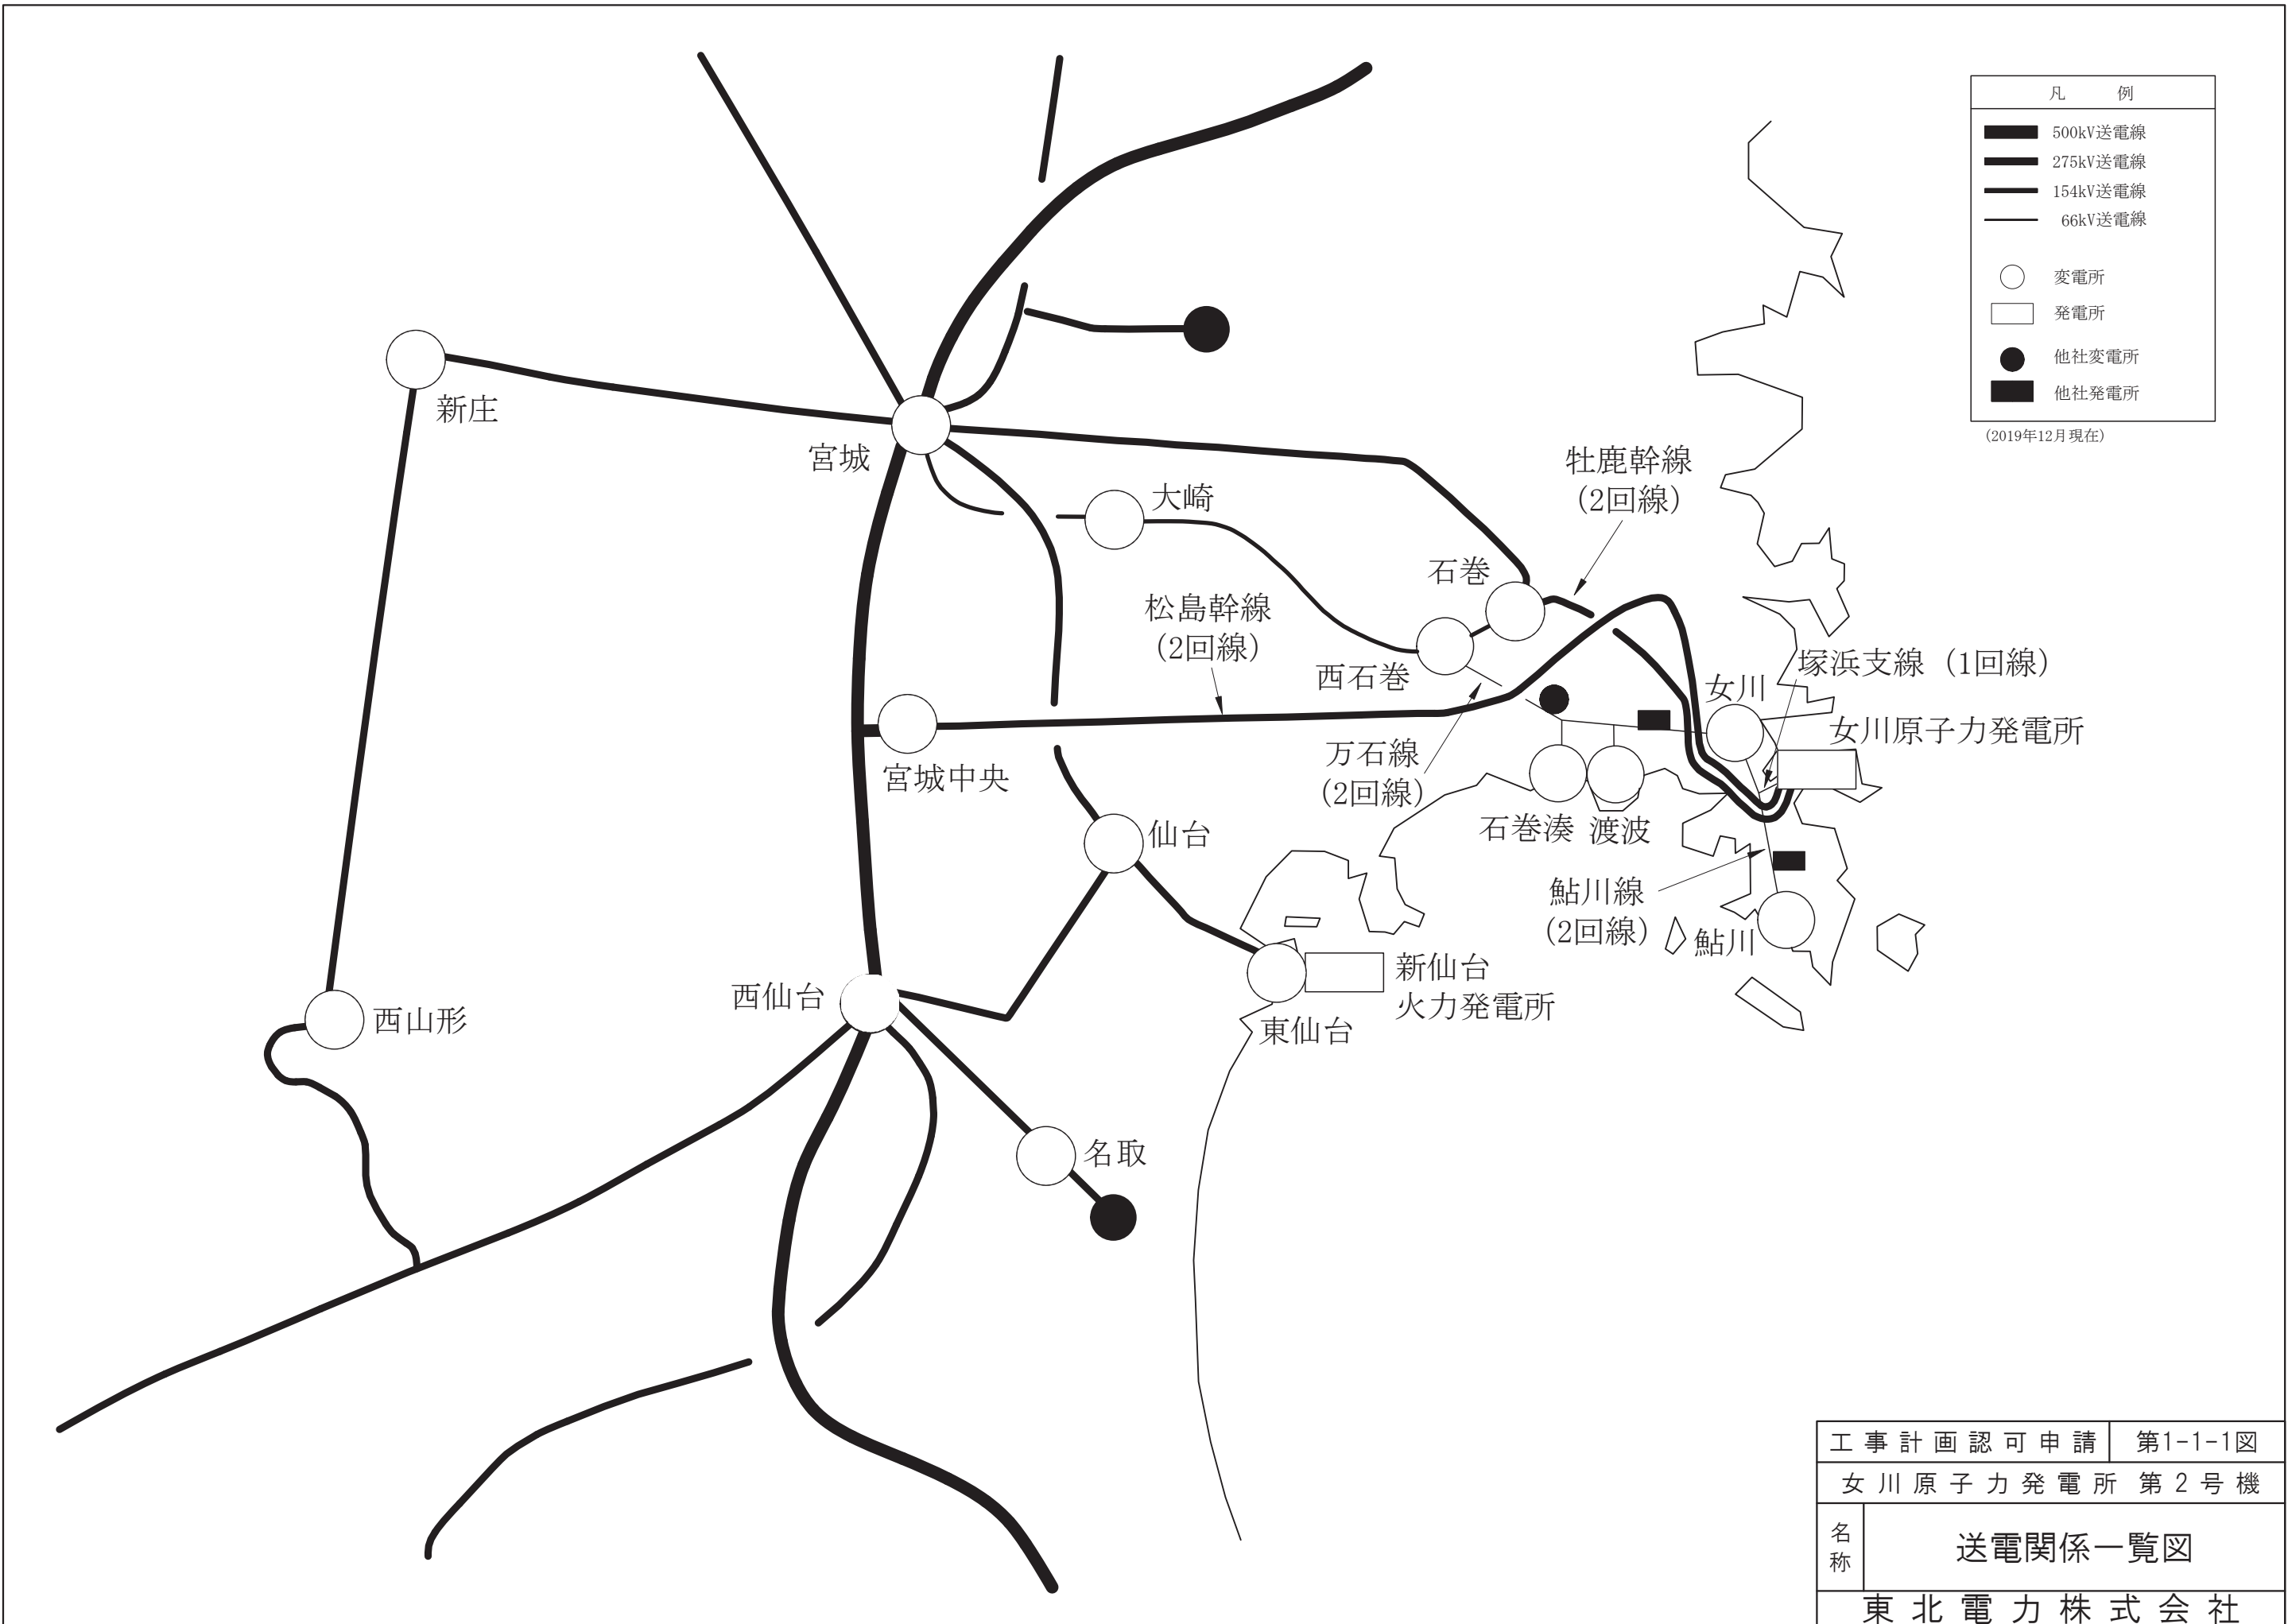 凡 例
500kV送電線
275kV送電線
154kV送電線
66kV送電線
変電所
発電所
他社変電所
他社発電所
(2019年12月現在)
新庄
宮城
大崎
牡鹿幹線
(2回線)
石巻
松島幹線
(2回線)
西石巻
塚浜支線 (1回線)
女川
女川原子力発電所
万石線
(2回線)
宮城中央
仙台
石巻湊
渡波
鮎川線
(2回線)
鮎川
西仙台
新仙台
火力発電所
東仙台
西山形
名取
工事計画認可申請 第1-1-1図
女川原子力発電所 第2号機
名称
送電関係一覧図
東北電力株式会社